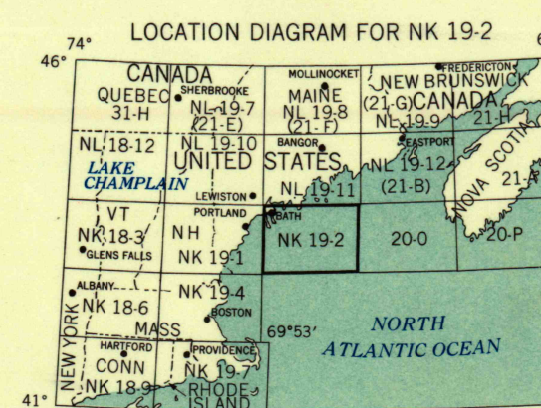 LOCATION DIAGRAM FOR NK 19-2
74°
46°
CANADA
MOLLINOCKET
FREDERICTON
QUEBEC
SHERBROOKE
MAINE
NEW BRUNSWICK
31-H
NL 19-7
NL 19-8
(21-G)
CANADA
(21-E)
(21-F)
NL 19-9
21-H
NL 18-12
NL 19-10
BANGOR
EASTPORT
NOVA SCOTIA
UNITED STATES
NL 19-12
LAKE
CHAMPLAIN
NL 19-11
(21-B)
21-A
LEWISTON
VT
PORTLAND
BATH
NK 18-3
NH
NK 19-2
20-O
20-P
GLENS FALLS
NK 19-1
ALBANY
NK 19-4
NK 18-6
BOSTON
MASS
69°53'
NORTH
ATLANTIC OCEAN
NEW YORK
HARTFORD
PROVIDENCE
CONN
NK 19-7
NK 18-9
RHODE
ISLAND
41°